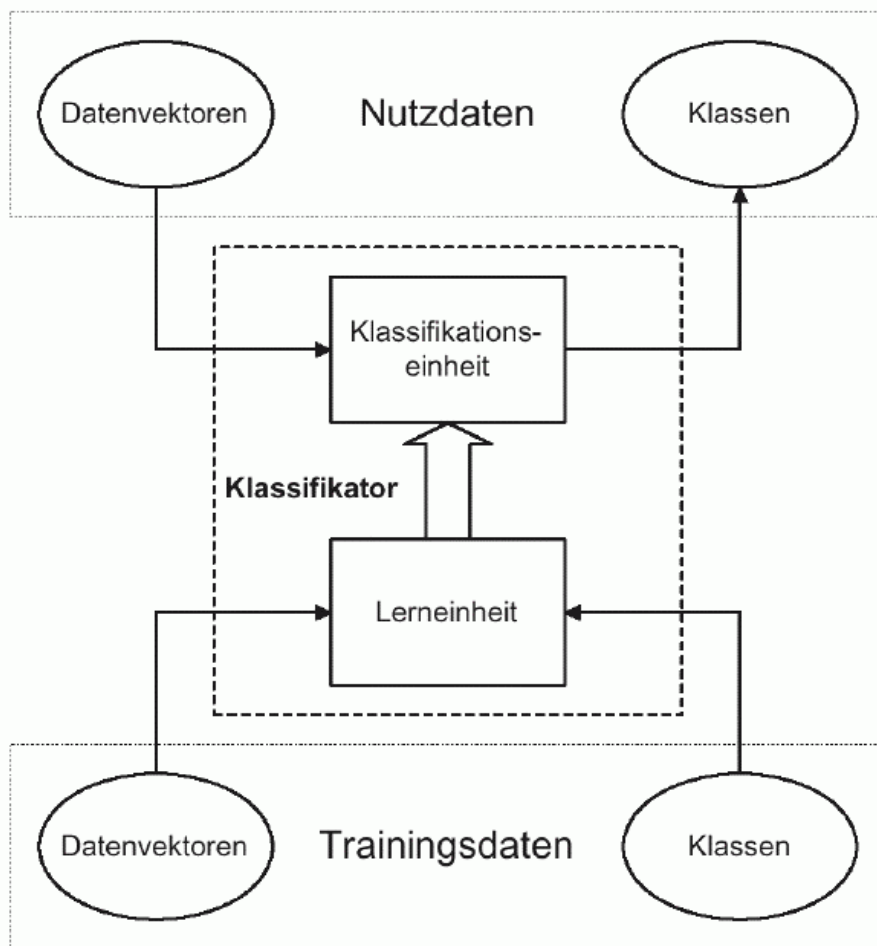 Datenvektoren
Nutzdaten
Klassen
Klassifikations-
einheit
Klassifikator
Lerneinheit
Datenvektoren
Trainingsdaten
Klassen